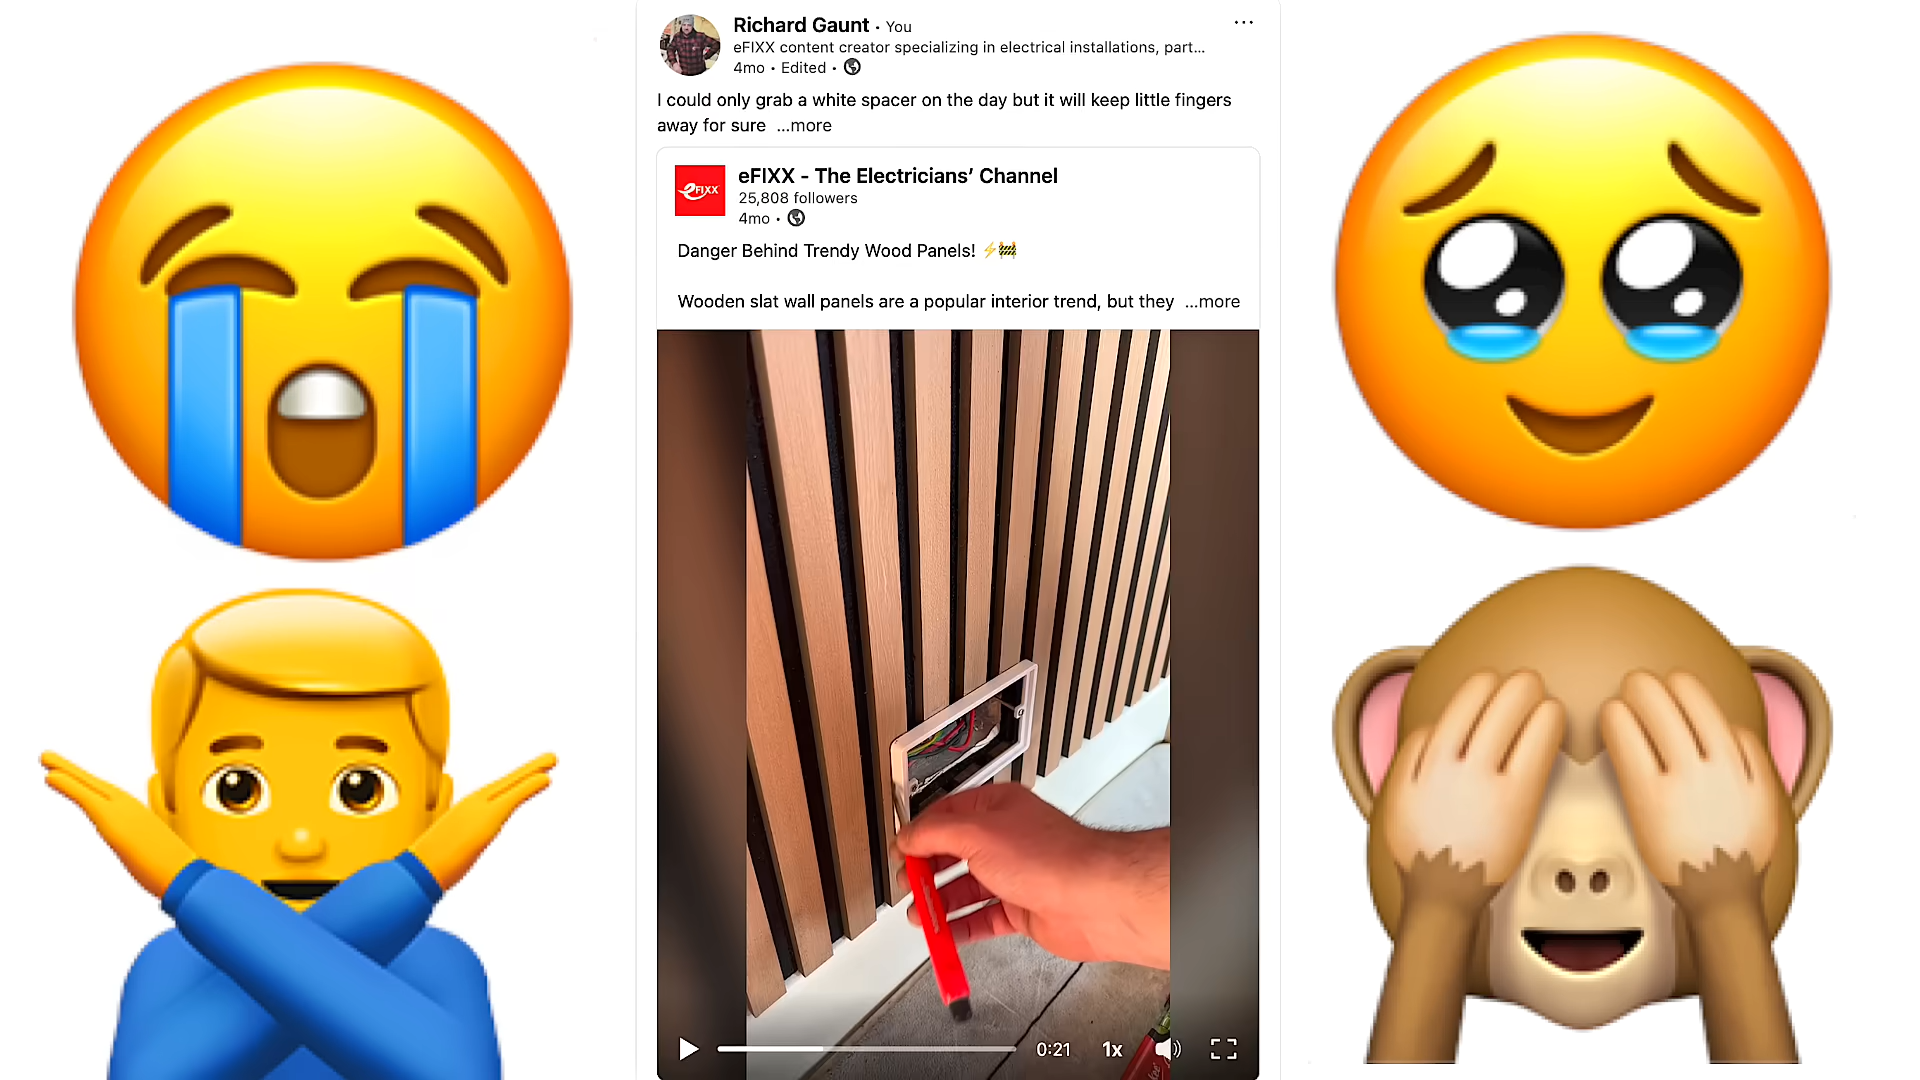 Richard Gaunt • You
eFIXX content creator specializing in electrical installations, part...
4mo • Edited •
I could only grab a white spacer on the day but it will keep little fingers
away for sure ...more
eFIXX
eFIXX - The Electricians’ Channel
25,808 followers
4mo •
Danger Behind Trendy Wood Panels! ⚡🚧
Wooden slat wall panels are a popular interior trend, but they ...more
0:21
1x